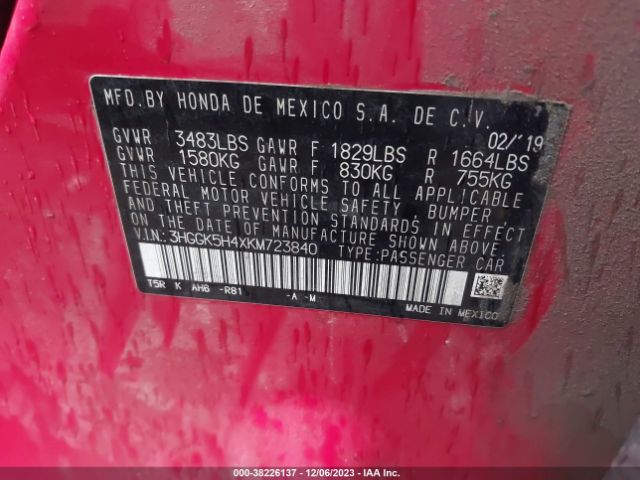 MFD.BY HONDA DE MEXICO S.A. DE C.V.
02/'19
GVWR 3483LBS GAWR F 1829LBS R 1664LBS
GVWR 1580KG GAWR F 830KG R 755KG
THIS VEHICLE CONFORMS TO ALL APPLICABLE
FEDERAL MOTOR VEHICLE SAFETY, BUMPER
AND THEFT PREVENTION STANDARDS IN EFFECT
ON THE DATE OF MANUFACTURE SHOWN ABOVE.
V.I.N.:3HGGK5H4XKM723840 TYPE:PASSENGER CAR
T5R K AHB -R81 -A -M
MADE IN MEXICO
000-38226137 - 12/06/2023 - IAA Inc.